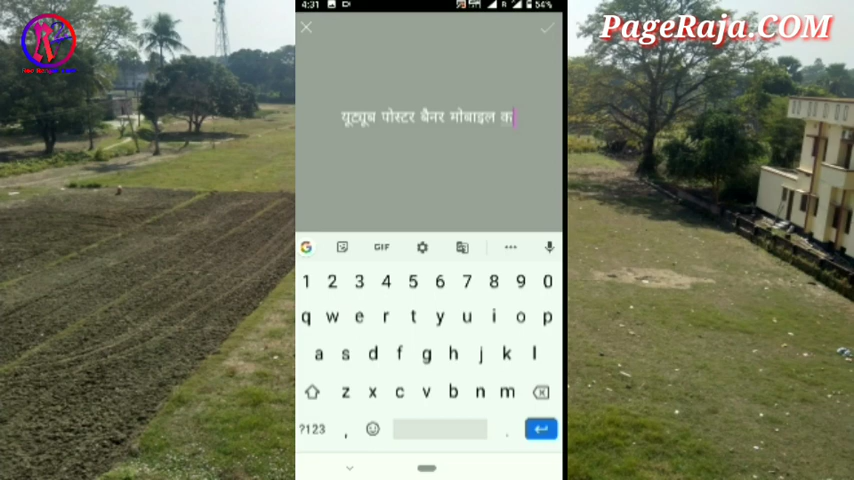 4:31
54%
PageRaja.COM
यूट्यूब पोस्टर बैनर मोबाइल क
G GIF
1 2 3 4 5 6 7 8 9 0
q w e r t y u i o p
a s d f g h j k l
z x c v b n m
?123 , .